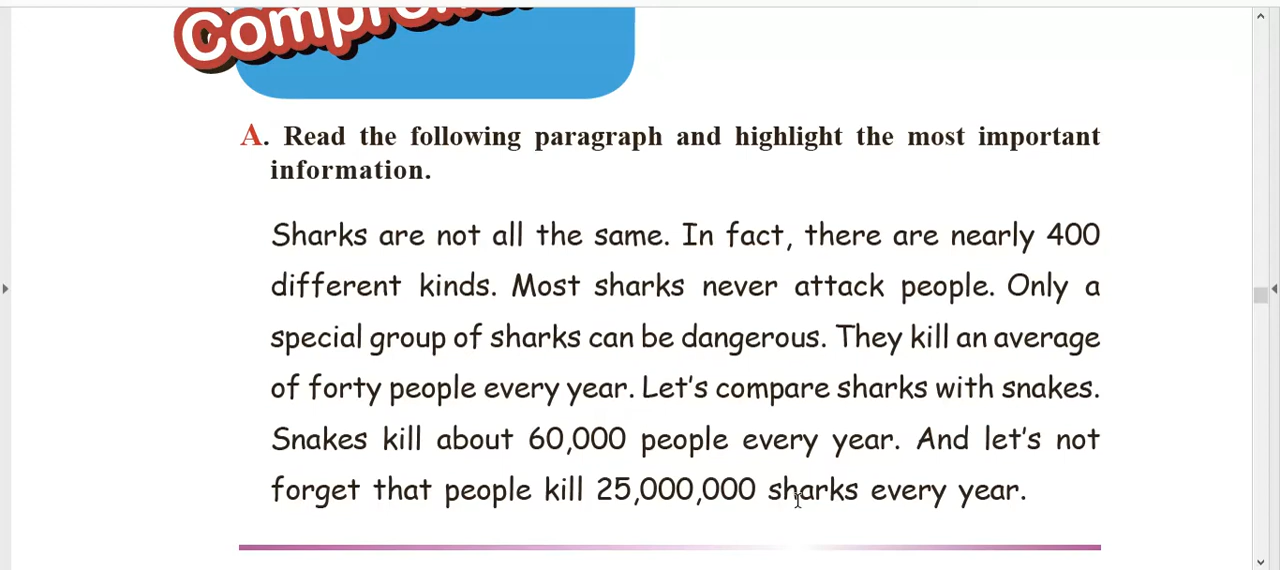 A. Read the following paragraph and highlight the most important
information.
Sharks are not all the same. In fact, there are nearly 400
different kinds. Most sharks never attack people. Only a
special group of sharks can be dangerous. They kill an average
of forty people every year. Let's compare sharks with snakes.
Snakes kill about 60,000 people every year. And let's not
forget that people kill 25,000,000 sharks every year.